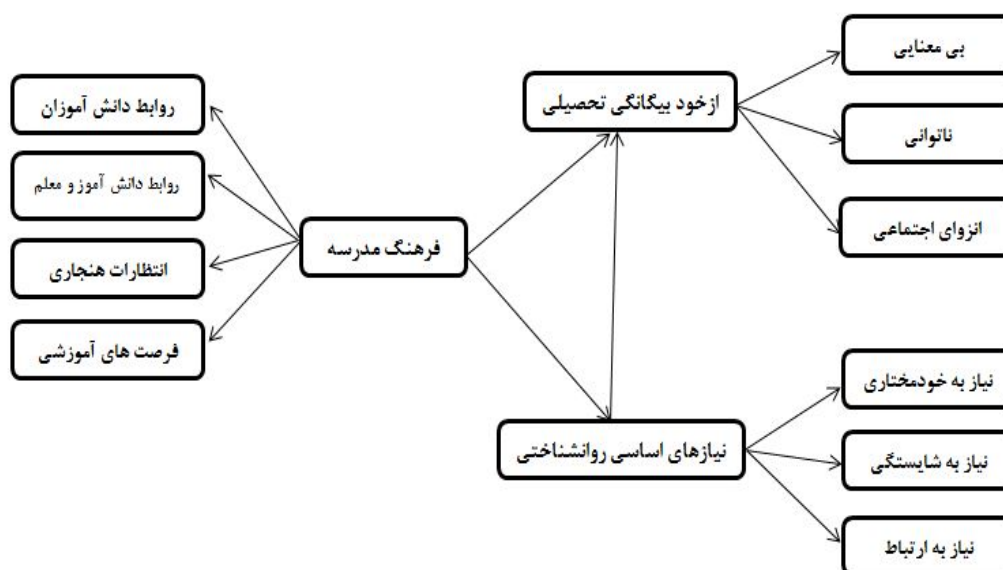 بی معنایی
ازخود بیگانگی تحصیلی
روابط دانش آموزان
ناتوانی
روابط دانش آموز و معلم
انزوای اجتماعی
فرهنگ مدرسه
انتظارات هنجاری
فرصت های آموزشی
نیاز به خودمختاری
نیازهای اساسی روانشناختی
نیاز به شایستگی
نیاز به ارتباط